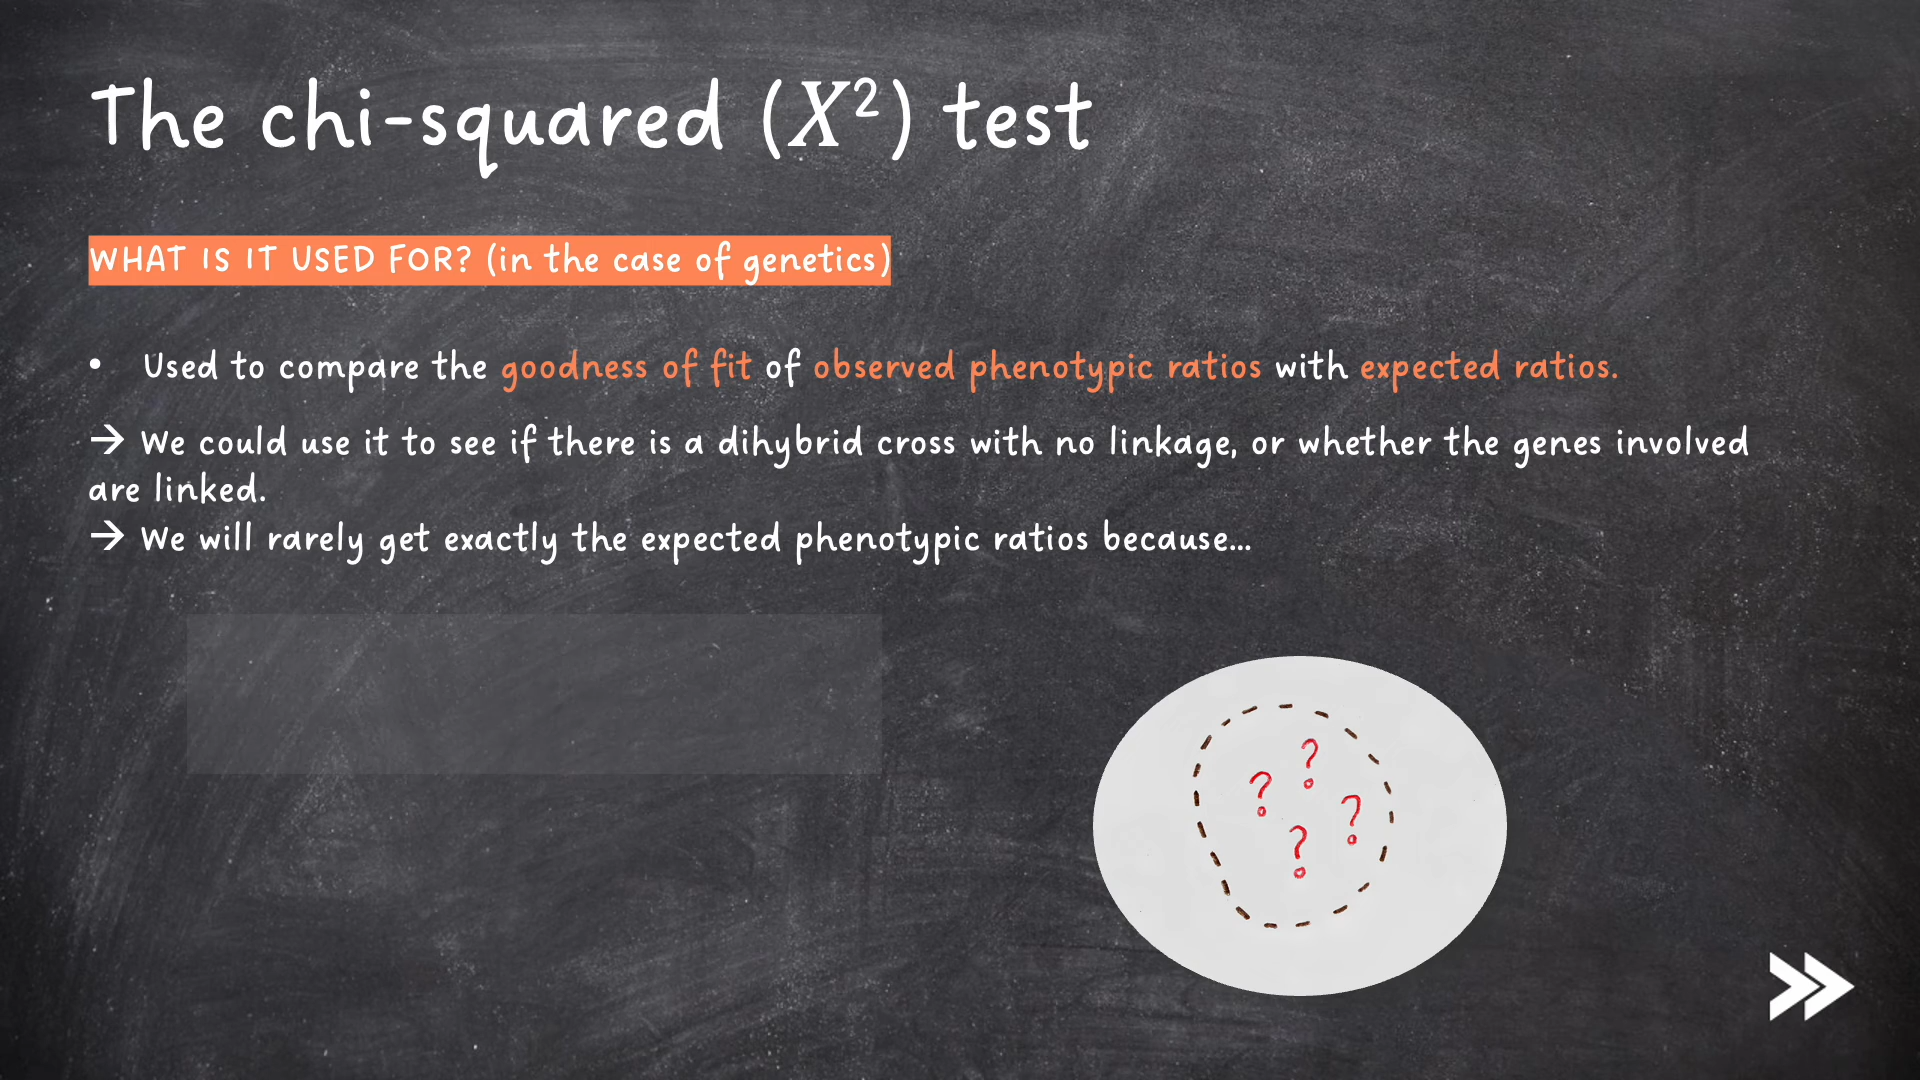 The chi-squared (X²) test
WHAT IS IT USED FOR? (in the case of genetics)
• Used to compare the goodness of fit of observed phenotypic ratios with expected ratios.
→ We could use it to see if there is a dihybrid cross with no linkage, or whether the genes involved
are linked.
→ We will rarely get exactly the expected phenotypic ratios because...
?
?
?
?